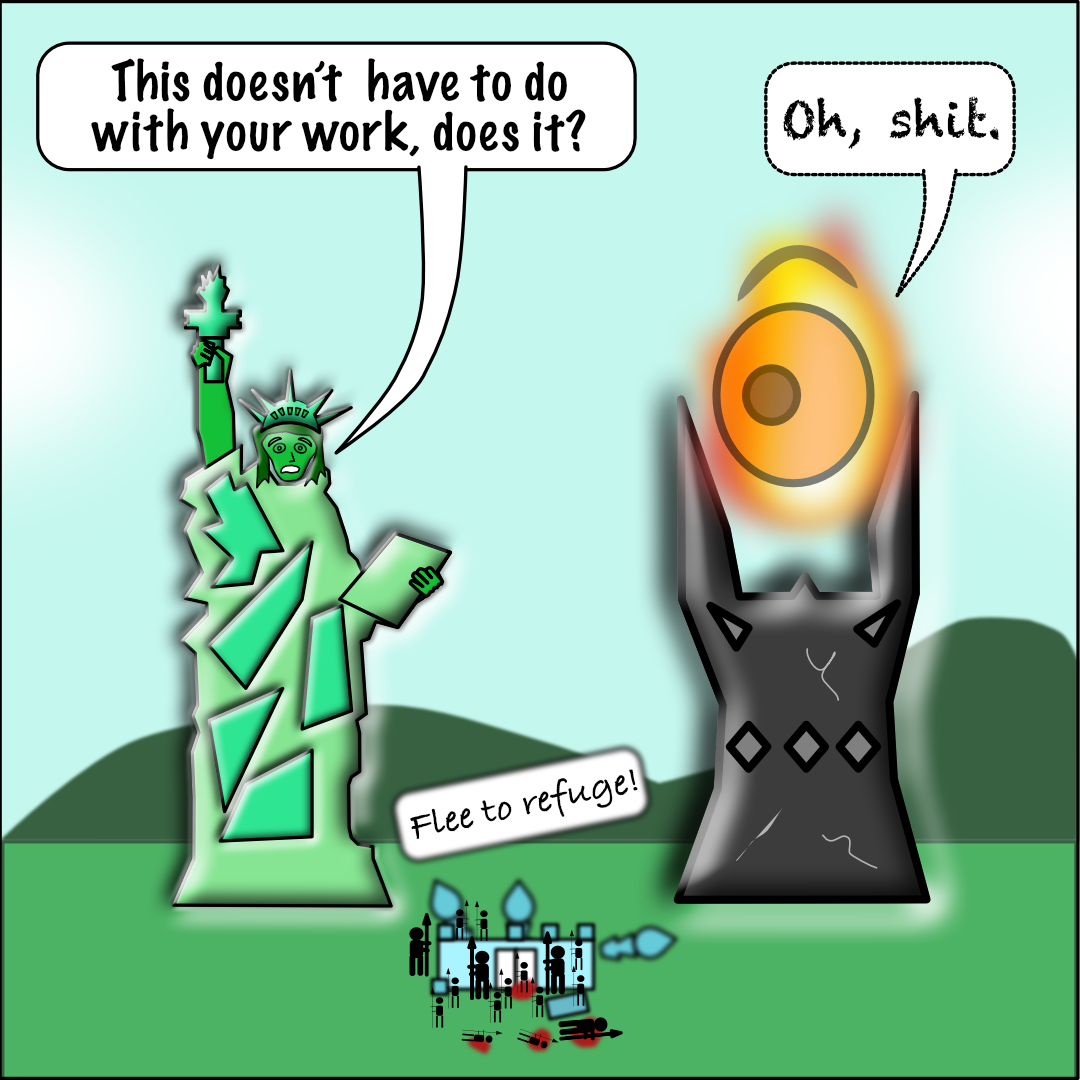 This doesn't have to do
with your work, does it?
Oh, shit.
Flee to refuge!